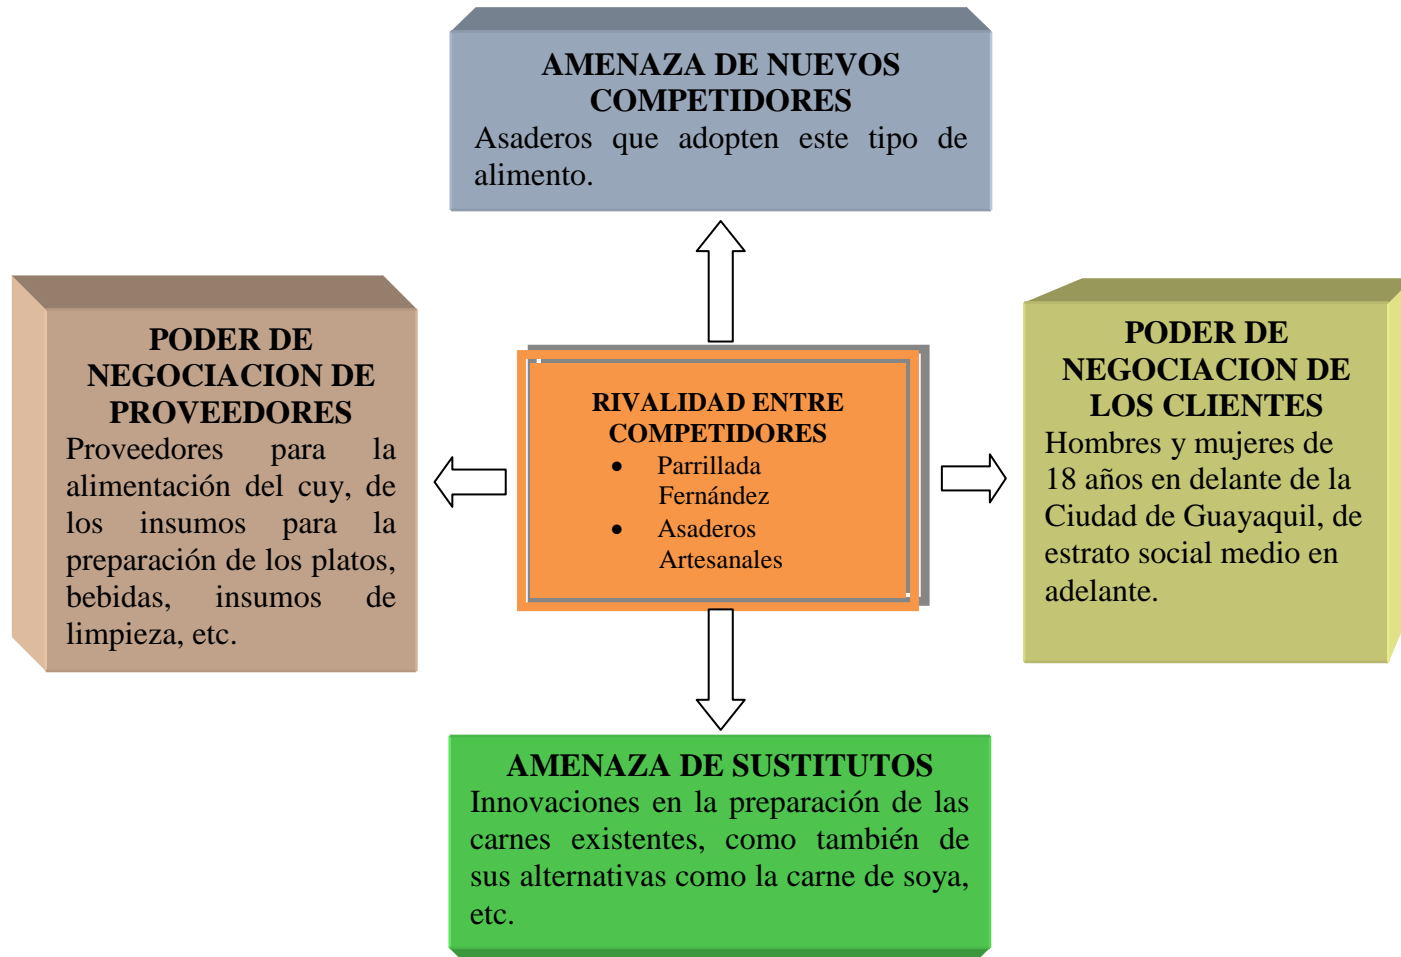 AMENAZA DE NUEVOS
COMPETIDORES
Asaderos que adopten este tipo de
alimento.
PODER DE
NEGOCIACION DE
PROVEEDORES
Proveedores para la
alimentación del cuy, de
los insumos para la
preparación de los platos,
bebidas, insumos de
limpieza, etc.
RIVALIDAD ENTRE
COMPETIDORES
• Parrillada
Fernández
• Asaderos
Artesanales
PODER DE
NEGOCIACION DE
LOS CLIENTES
Hombres y mujeres de
18 años en delante de la
Ciudad de Guayaquil, de
estrato social medio en
adelante.
AMENAZA DE SUSTITUTOS
Innovaciones en la preparación de las
carnes existentes, como también de
sus alternativas como la carne de soya,
etc.